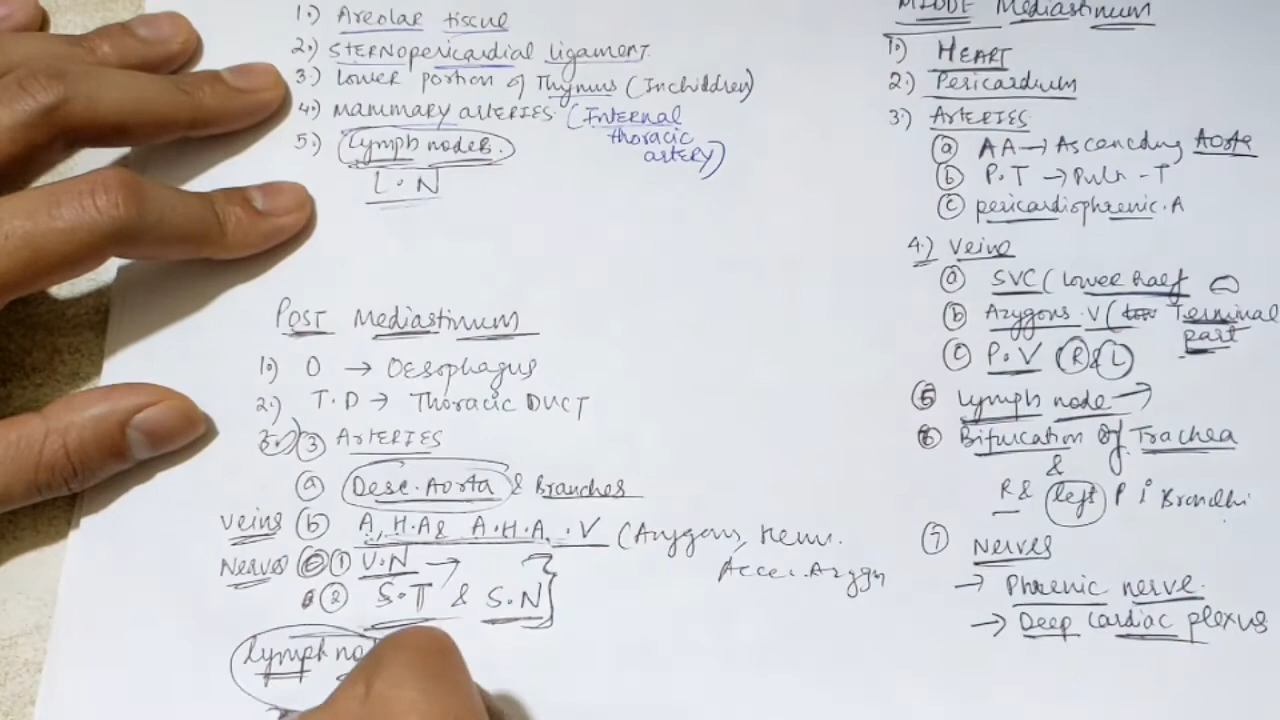 1.) Areolar tissue
2.) STERNOpericardial ligament.
3.) Lower portion of Thymus (Inchildren)
4.) mammary arteries. (Internal
thoracic
artery)
5.) Lymph nodes.
L.N
POST Mediastinum
1.) O → Oesophagus
2.) T.D → Thoracic DUCT
3 ARTERIES
a Desc. Aorta & Branches
Veins b A, H.A & A.H.A. V (Azygous, Hemi.
Acce. Azygo
Nerves 1 V.N →
2 S.T & S.N }
Lymph no
MIDDLE Mediastinum
1.) HEART
2.) Pericardium
3.) ARTERIES
a AA → Ascending Aorta
b P.T → Pulm - T
c pericardiophrenic. A
4.) Veins
a SVC (Lower half
b Azygons. V ( Terminal
part
c P.V R & L
5 Lymph node →
6 Bifurcation of Trachea
&
R & left P i Bronchi
7 Nerves
→ Phrenic nerve.
→ Deep cardiac plexus